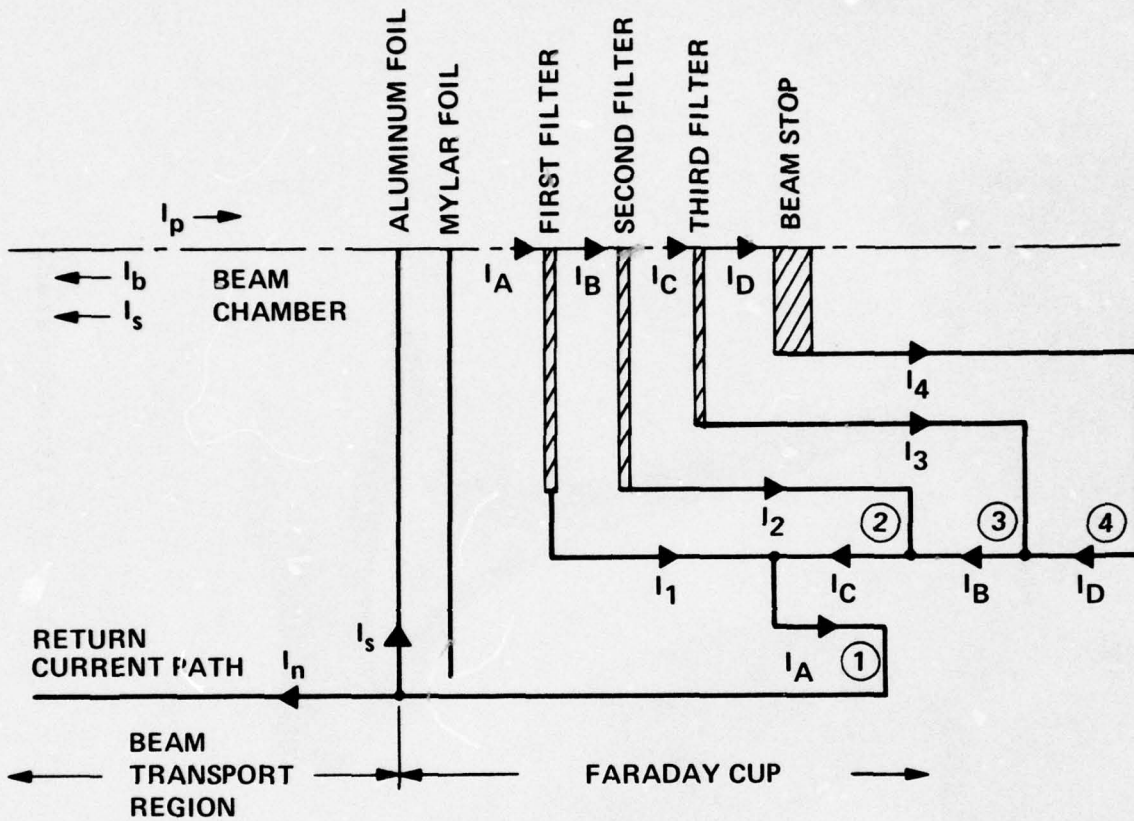 ALUMINUM FOIL
MYLAR FOIL
FIRST FILTER
SECOND FILTER
THIRD FILTER
BEAM STOP
Ip
Ib
Is
BEAM
CHAMBER
IA
IB
IC
ID
I4
I3
I2
2
3
4
I1
IC
IB
ID
RETURN
CURRENT PATH
In
Is
IA
1
BEAM
TRANSPORT
REGION
FARADAY CUP